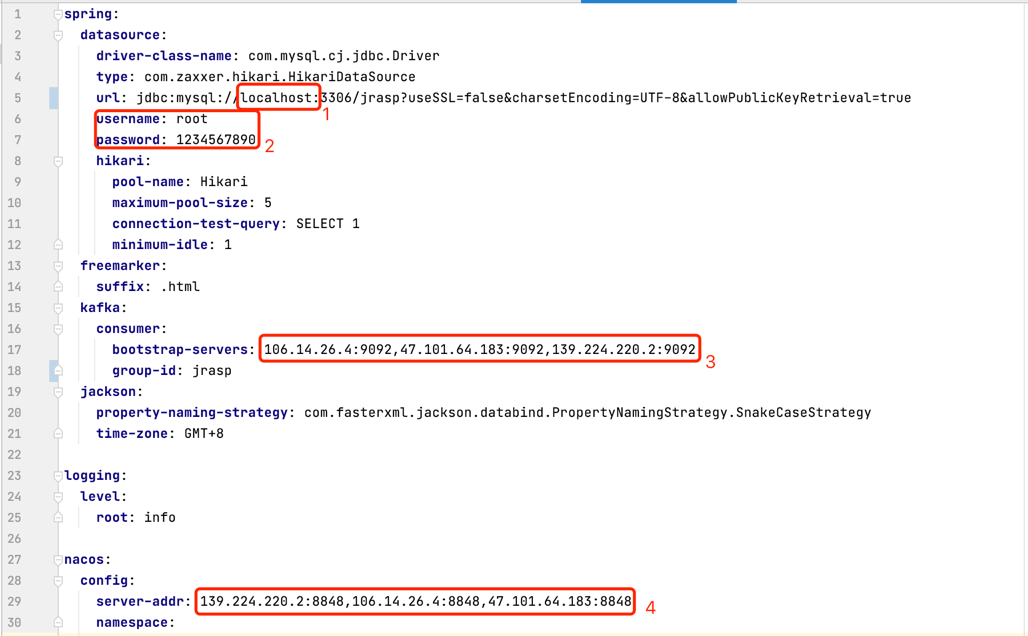 1 spring:
2 datasource:
3 driver-class-name: com.mysql.cj.jdbc.Driver
4 type: com.zaxxer.hikari.HikariDataSource
5 url: jdbc:mysql://localhost:3306/jrasp?useSSL=false&charsetEncoding=UTF-8&allowPublicKeyRetrieval=true
1
6 username: root
7 password: 1234567890
2
8 hikari:
9 pool-name: Hikari
10 maximum-pool-size: 5
11 connection-test-query: SELECT 1
12 minimum-idle: 1
13 freemarker:
14 suffix: .html
15 kafka:
16 consumer:
17 bootstrap-servers: 106.14.26.4:9092,47.101.64.183:9092,139.224.220.2:9092
3
18 group-id: jrasp
19 jackson:
20 property-naming-strategy: com.fasterxml.jackson.databind.PropertyNamingStrategy.SnakeCaseStrategy
21 time-zone: GMT+8
22
23 logging:
24 level:
25 root: info
26
27 nacos:
28 config:
29 server-addr: 139.224.220.2:8848,106.14.26.4:8848,47.101.64.183:8848
4
30 namespace: